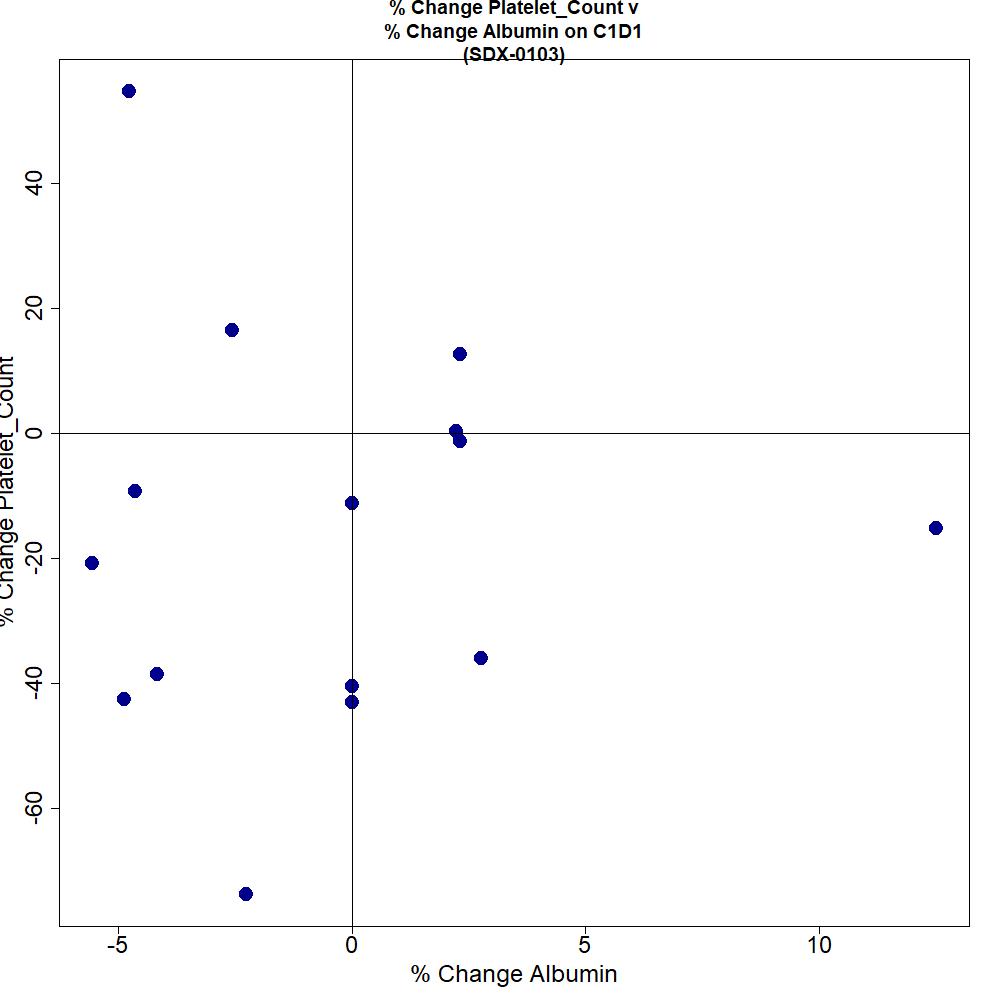 % Change Platelet_Count v
% Change Albumin on C1D1
(SDX-0103)
40
20
0
-20
-40
-60
% Change Platelet_Count
-5
0
5
10
% Change Albumin